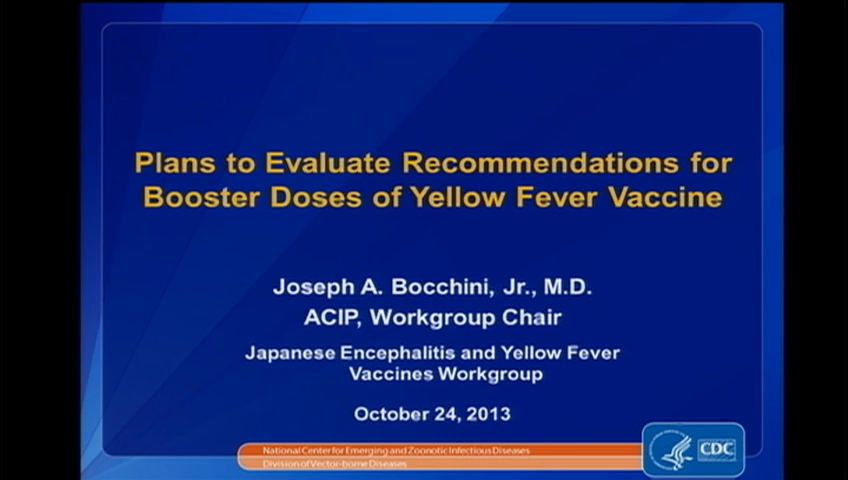 Plans to Evaluate Recommendations for
Booster Doses of Yellow Fever Vaccine
Joseph A. Bocchini, Jr., M.D.
ACIP, Workgroup Chair
Japanese Encephalitis and Yellow Fever
Vaccines Workgroup
October 24, 2013
National Center for Emerging and Zoonotic Infectious Diseases
Division of Vector-borne Diseases
CDC